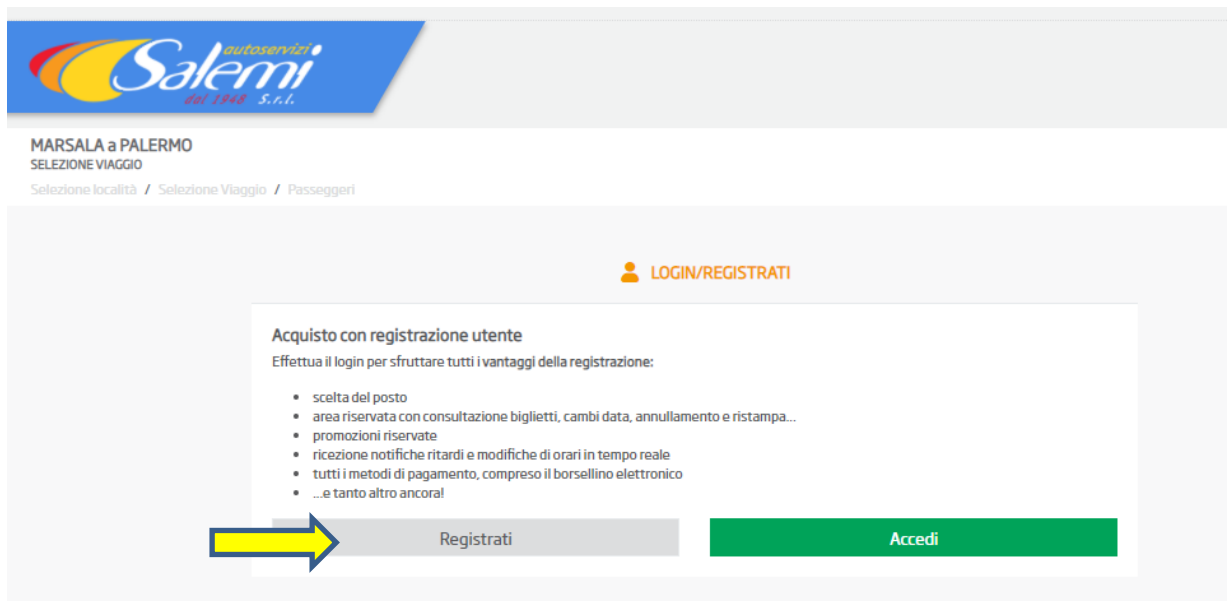 autoservizi
Salemi
dal 1948 S.r.l.
MARSALA a PALERMO
SELEZIONE VIAGGIO
Selezione località / Selezione Viaggio / Passeggeri
LOGIN/REGISTRATI
Acquisto con registrazione utente
Effettua il login per sfruttare tutti i vantaggi della registrazione:
• scelta del posto
• area riservata con consultazione biglietti, cambi data, annullamento e ristampa...
• promozioni riservate
• ricezione notifiche ritardi e modifiche di orari in tempo reale
• tutti i metodi di pagamento, compreso il borsellino elettronico
• ...e tanto altro ancora!
Registrati
Accedi